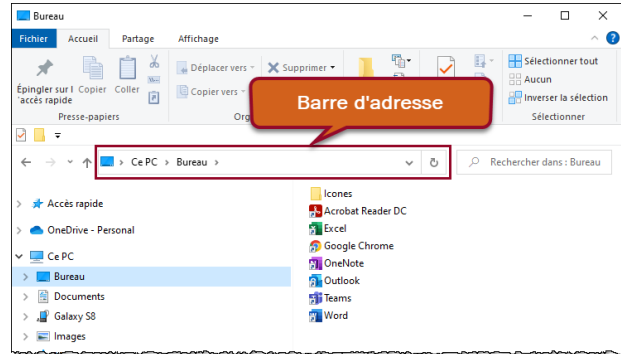 Bureau
Fichier Accueil Partage Affichage
Épingler sur l Copier Coller
'accès rapide
Déplacer vers
Supprimer
Copier vers
Sélectionner tout
Aucun
Inverser la sélection
Presse-papiers
Org
Sélectionner
Barre d'adresse
Ce PC > Bureau >
Rechercher dans : Bureau
Accès rapide
OneDrive - Personal
Ce PC
Bureau
Documents
Galaxy S8
Images
Icones
Acrobat Reader DC
Excel
Google Chrome
OneNote
Outlook
Teams
Word